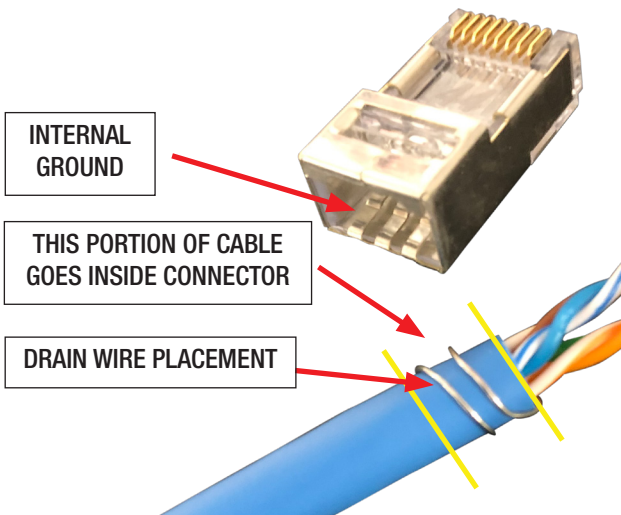 INTERNAL
GROUND
THIS PORTION OF CABLE
GOES INSIDE CONNECTOR
DRAIN WIRE PLACEMENT